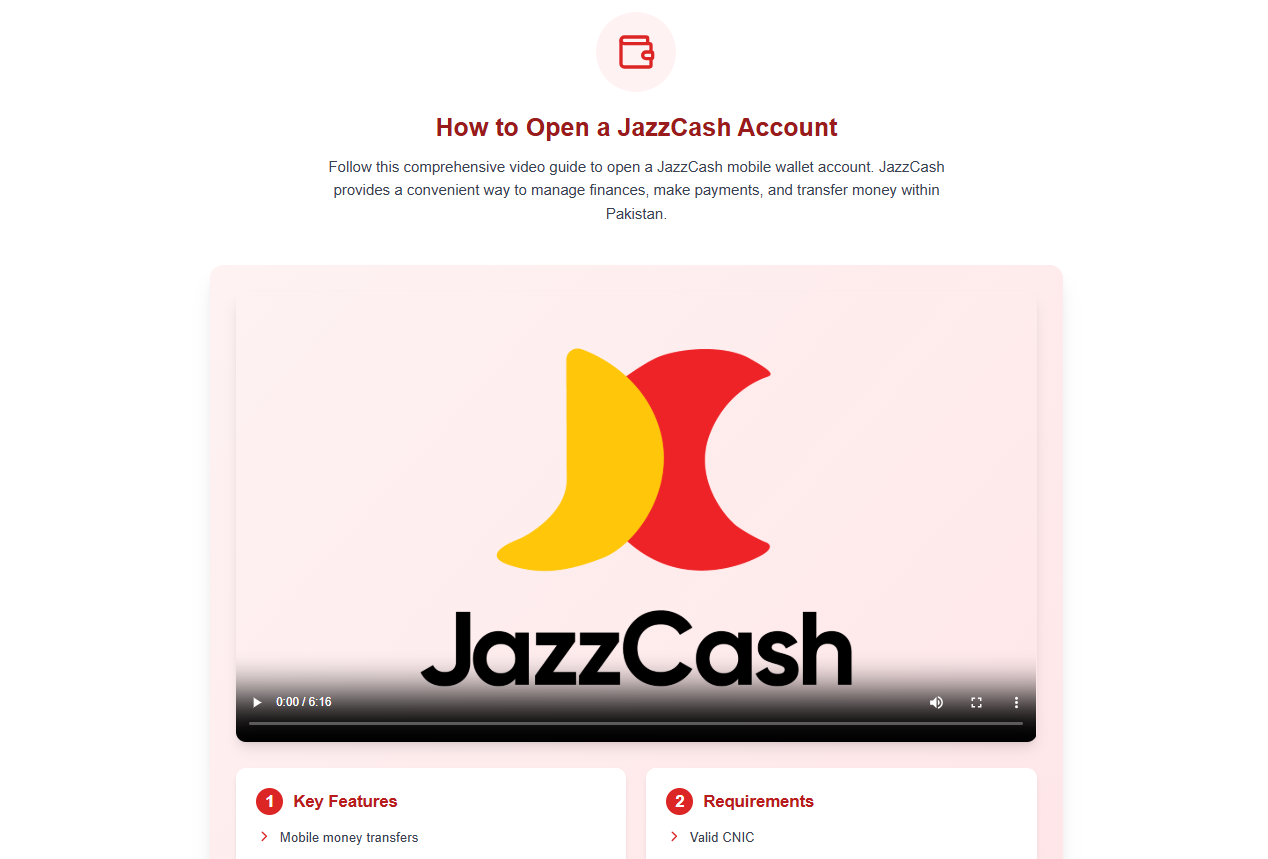 How to Open a JazzCash Account
Follow this comprehensive video guide to open a JazzCash mobile wallet account. JazzCash
provides a convenient way to manage finances, make payments, and transfer money within
Pakistan.
JazzCash
0:00 / 6:16
1 Key Features
Mobile money transfers
2 Requirements
Valid CNIC